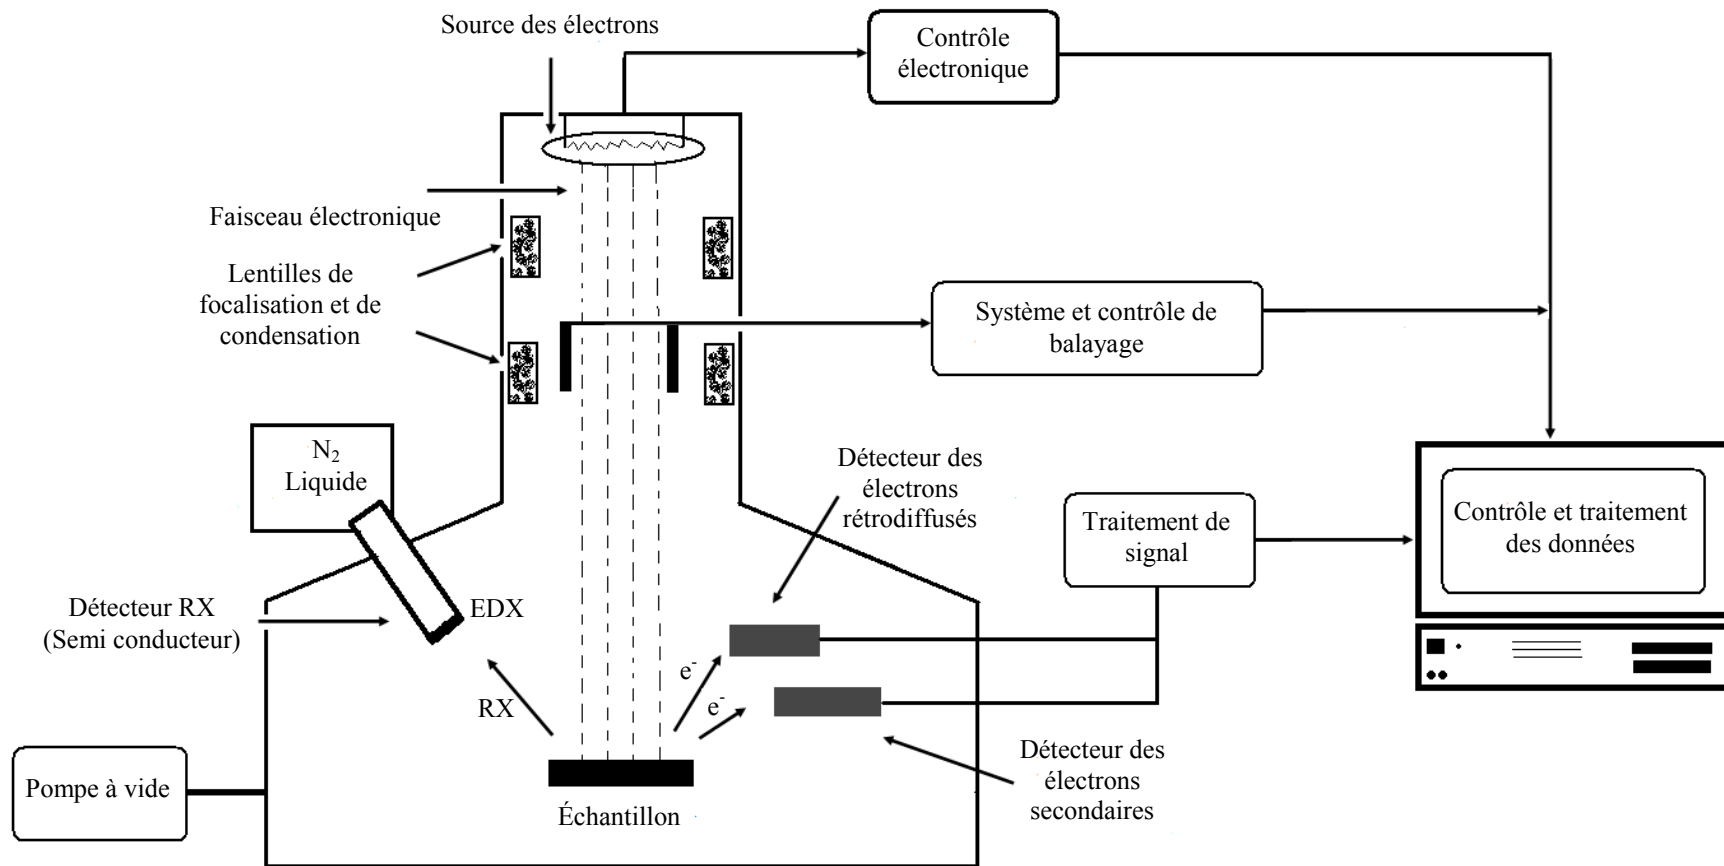 Source des électrons
Contrôle
électronique
Faisceau électronique
Lentilles de
focalisation et de
condensation
Système et contrôle de
balayage
N₂
Liquide
Détecteur des
électrons
rétrodiffusés
Traitement de
signal
Contrôle et traitement
des données
Détecteur RX
(Semi conducteur)
EDX
RX
e⁻
e⁻
Détecteur des
électrons
secondaires
Pompe à vide
Échantillon